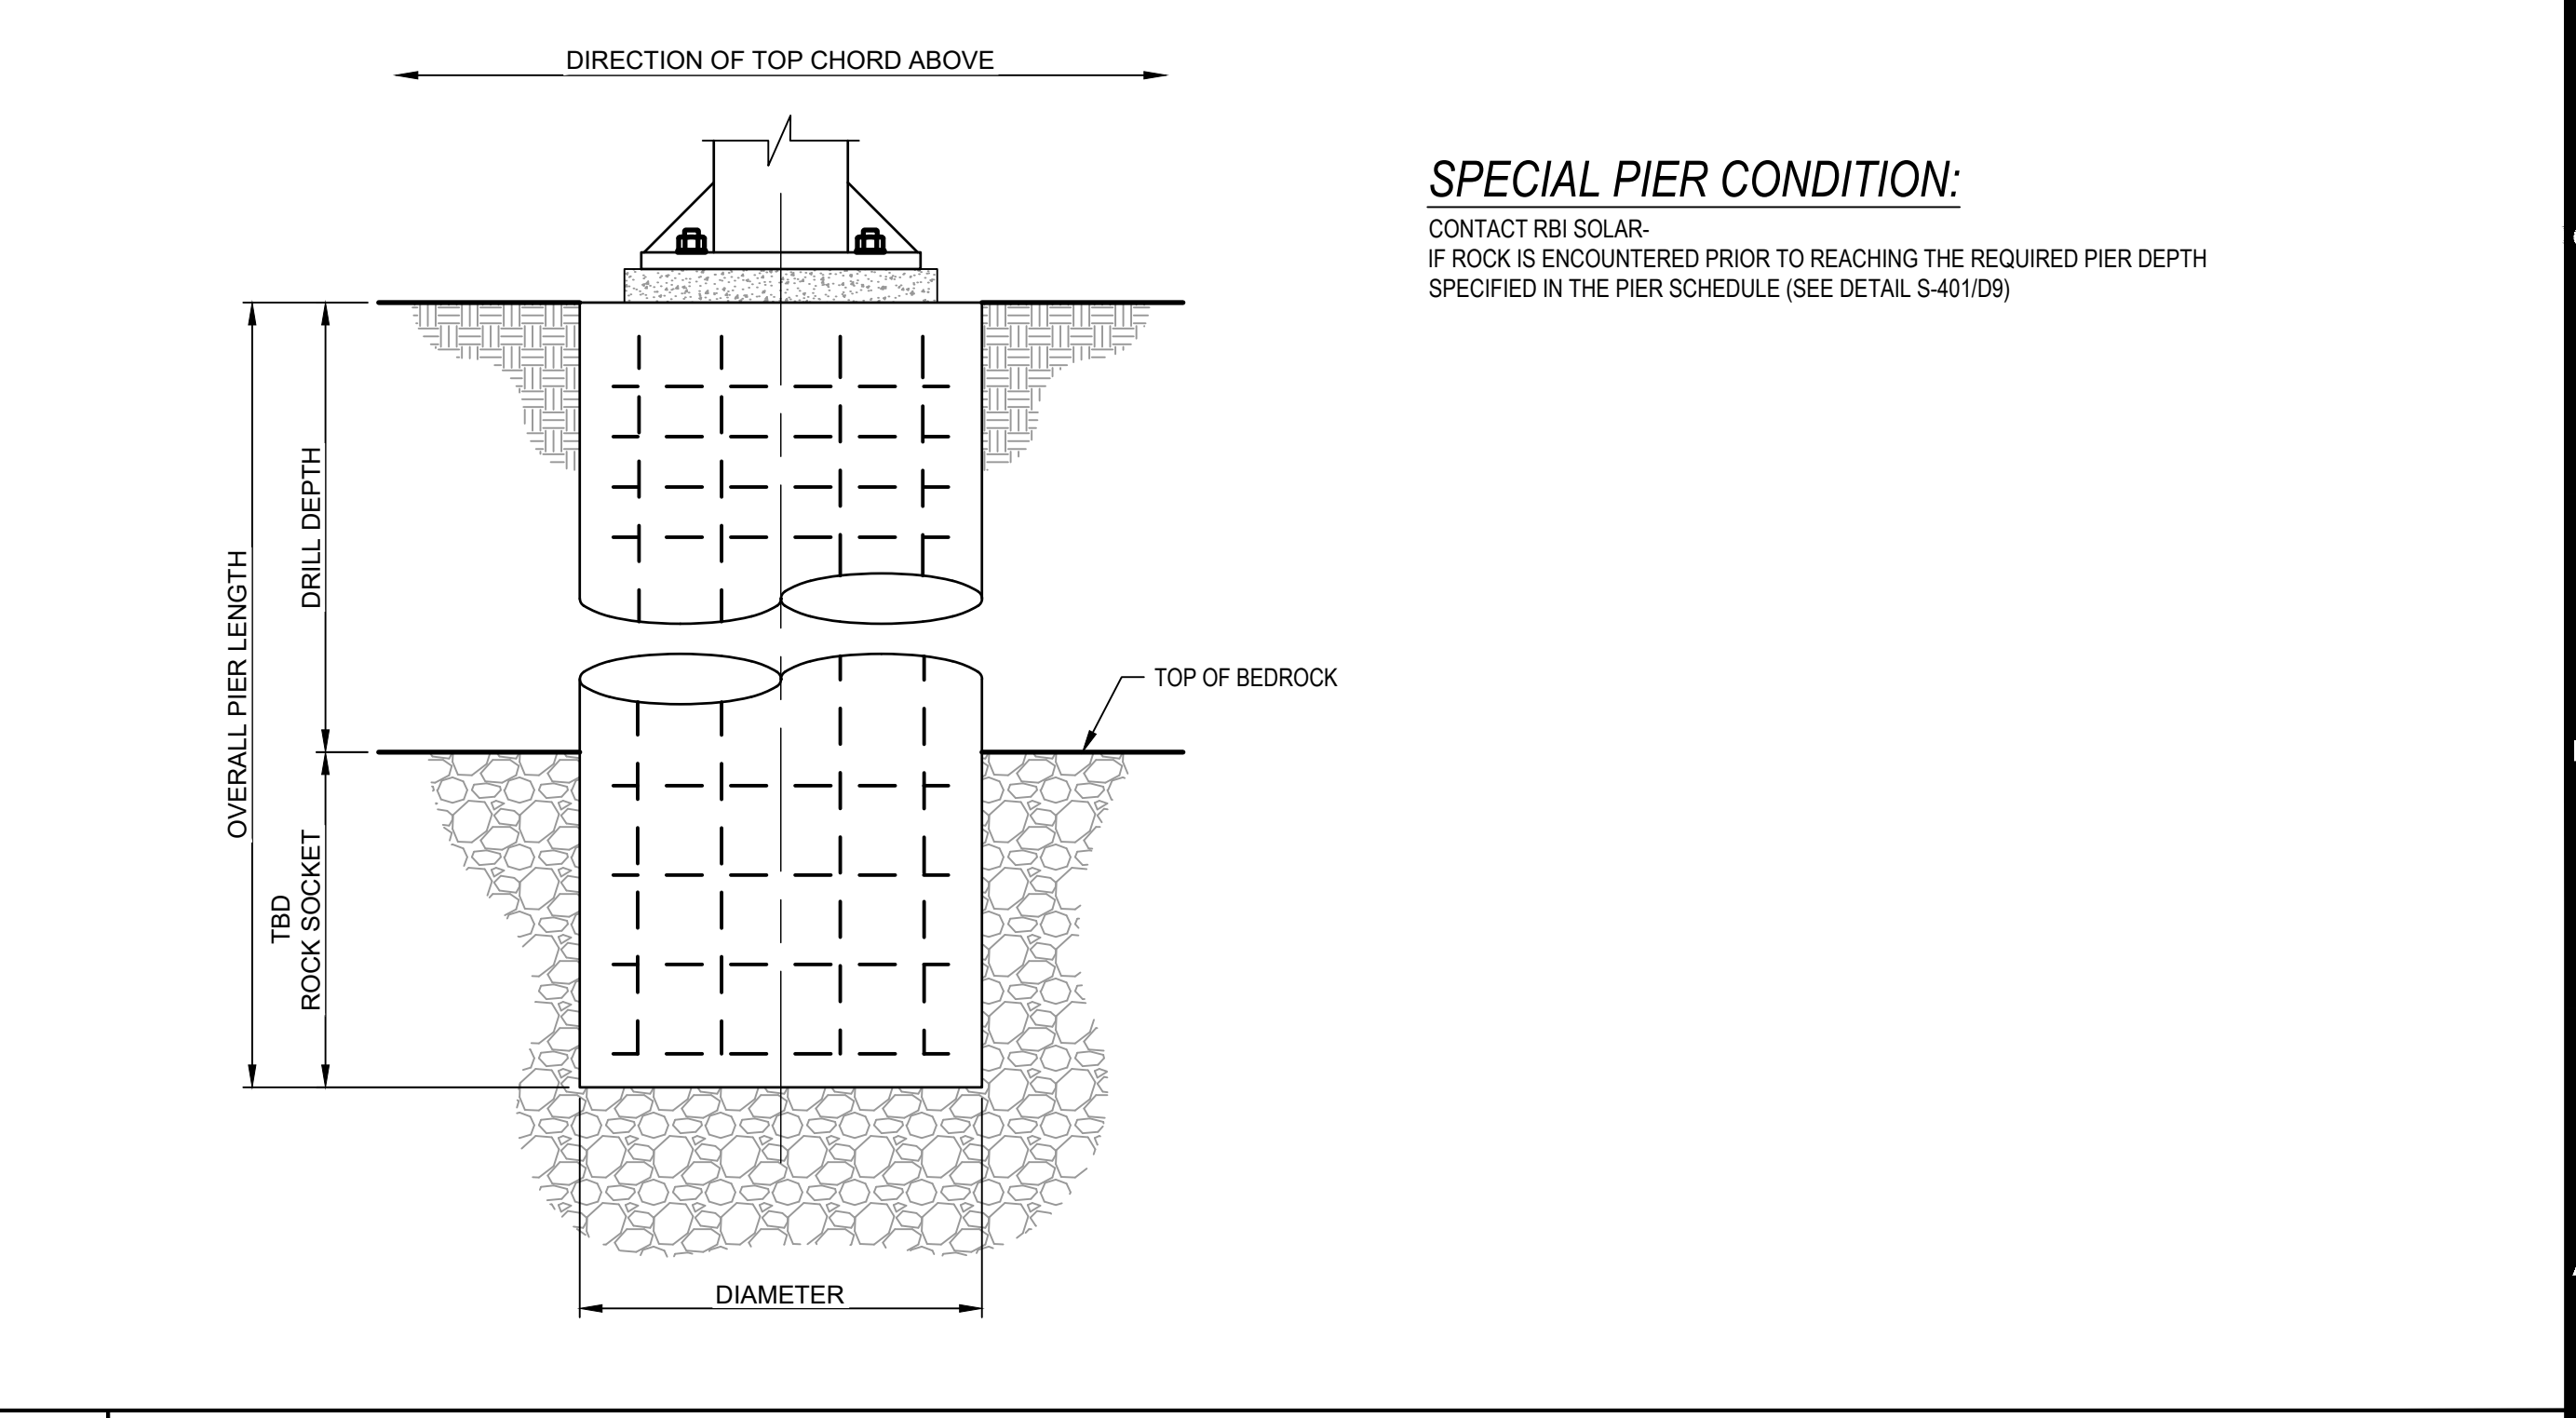 DIRECTION OF TOP CHORD ABOVE
SPECIAL PIER CONDITION:
CONTACT RBI SOLAR-
IF ROCK IS ENCOUNTERED PRIOR TO REACHING THE REQUIRED PIER DEPTH
SPECIFIED IN THE PIER SCHEDULE (SEE DETAIL S-401/D9)
OVERALL PIER LENGTH
DRILL DEPTH
TOP OF BEDROCK
TBD
ROCK SOCKET
DIAMETER